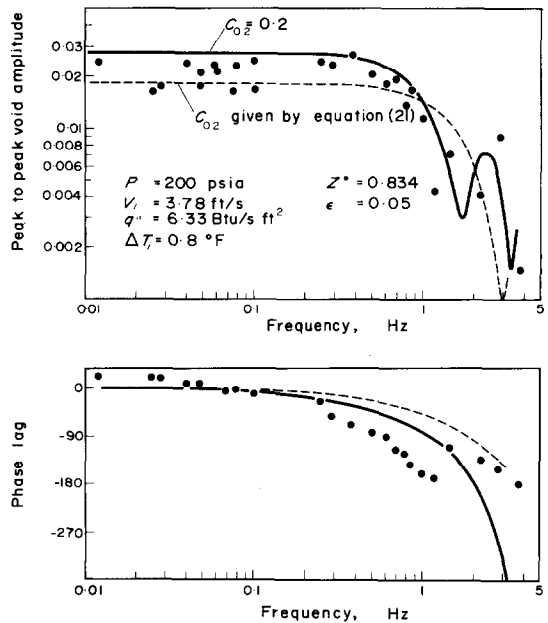 C₀₂ = 0·2
0·03
0·02
C₀₂ given by equation (21)
0·01
0·008
0·006
0·004
0·002
Peak to peak void amplitude
P = 200 psia
Z* = 0·834
Vᵢ = 3·78 ft/s
ϵ = 0·05
q'' = 6·33 Btu/s ft²
ΔTᵢ = 0·8 °F
0·01 0·1 1 5
Frequency, Hz
0
-90
-180
-270
Phase lag
0·01 0·1 1 5
Frequency, Hz